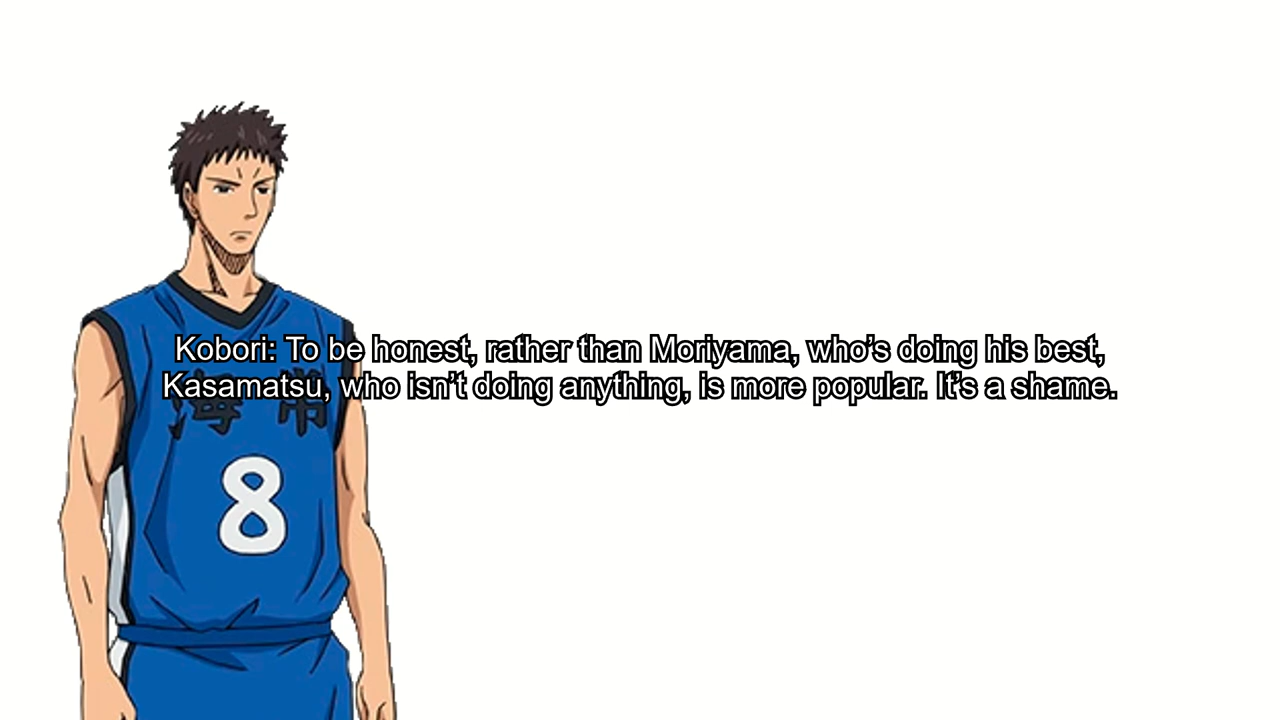 Kobori: To be honest, rather than Moriyama, who's doing his best,
Kasamatsu, who isn't doing anything, is more popular. It's a shame.
海常
8